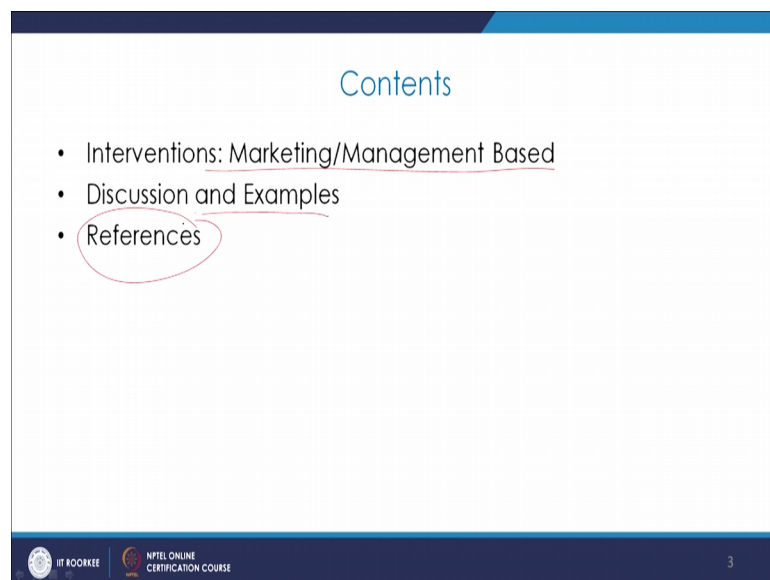 Contents
• Interventions: Marketing/Management Based
• Discussion and Examples
• References
IIT ROORKEE
NPTEL ONLINE
CERTIFICATION COURSE
3